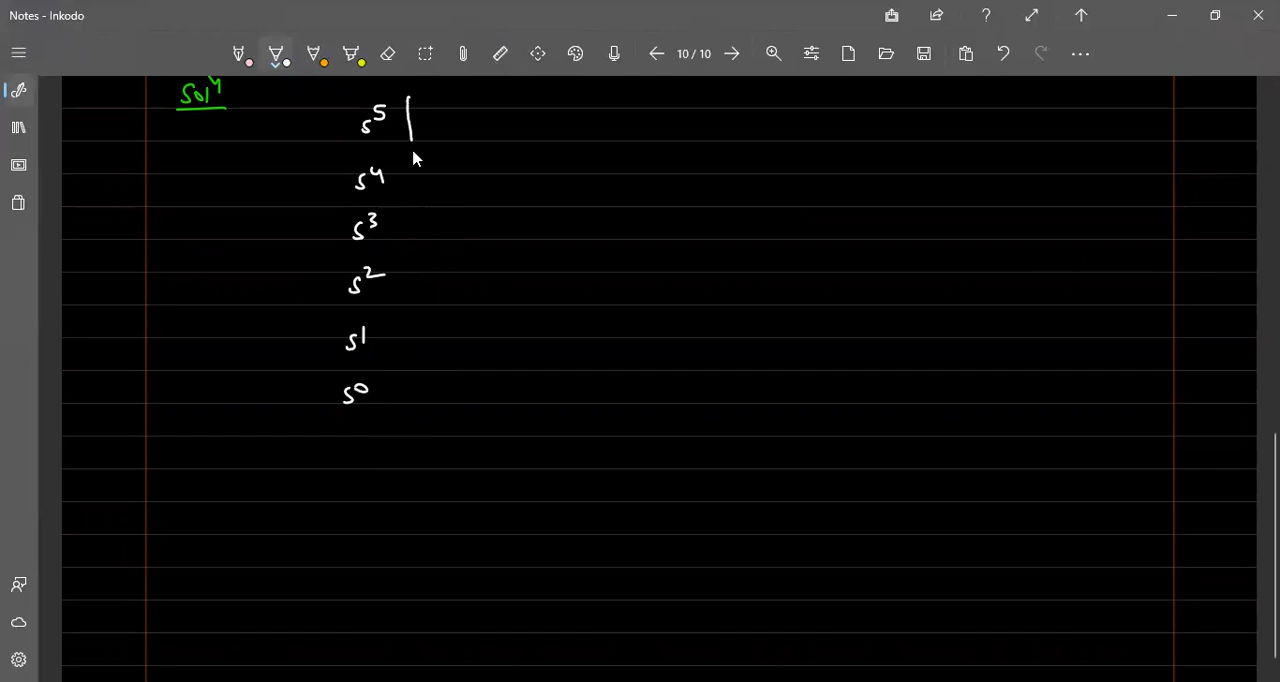 Notes - Inkodo
10 / 10
Solⁿ
s⁵ |
s⁴
s³
s²
s¹
s⁰